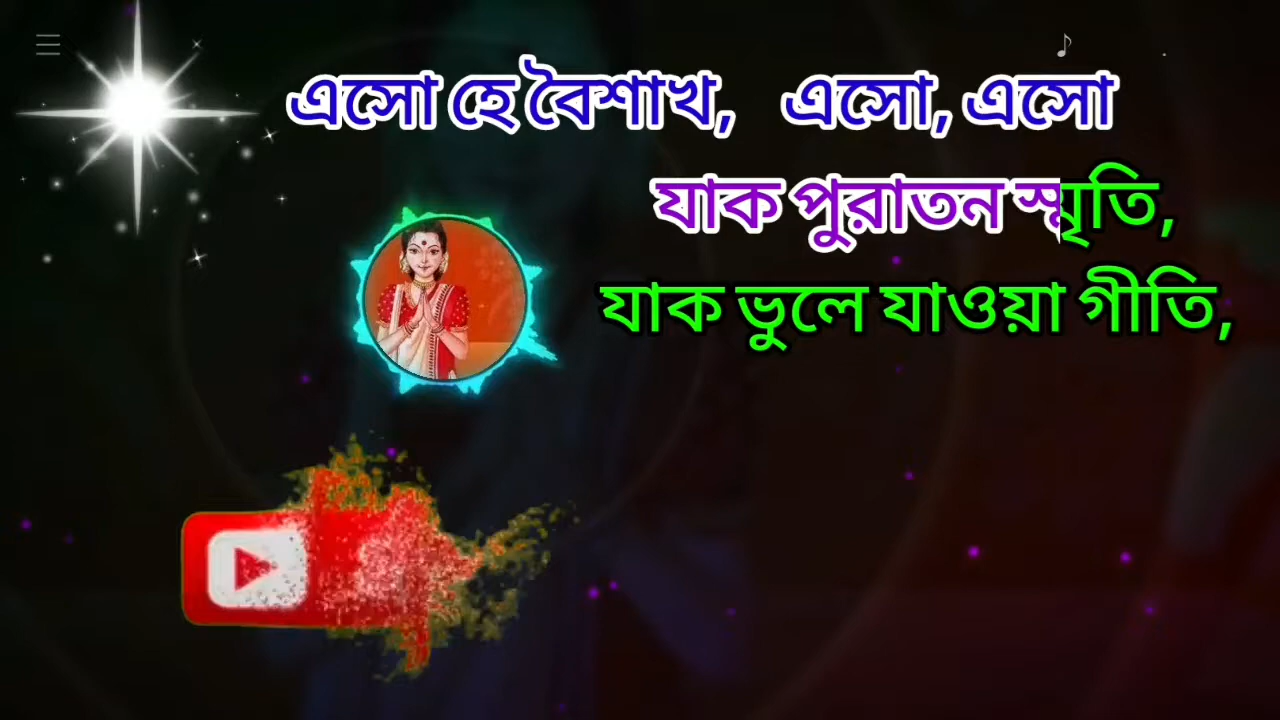 এসো হে বৈশাখ, এসো, এসো
যাক পুরাতন স্মৃতি,
যাক ভুলে যাওয়া গীতি,